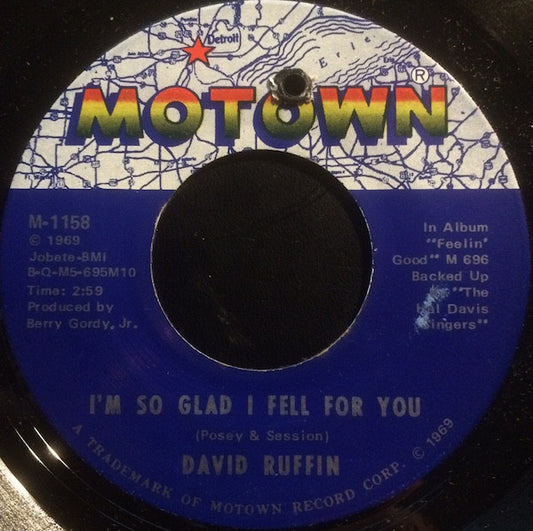 Detroit
Erie
MOTOWN®
M-1158
© 1969
Jobete-BMI
B-Q-M5-695M10
Time: 2:59
Produced by
Berry Gordy, Jr.
In Album
"Feelin'
Good" M 696
Backed Up
"The
Hal Davis
Singers"
I'M SO GLAD I FELL FOR YOU
(Posey & Session)
DAVID RUFFIN
A TRADEMARK OF MOTOWN RECORD CORP. © 1969